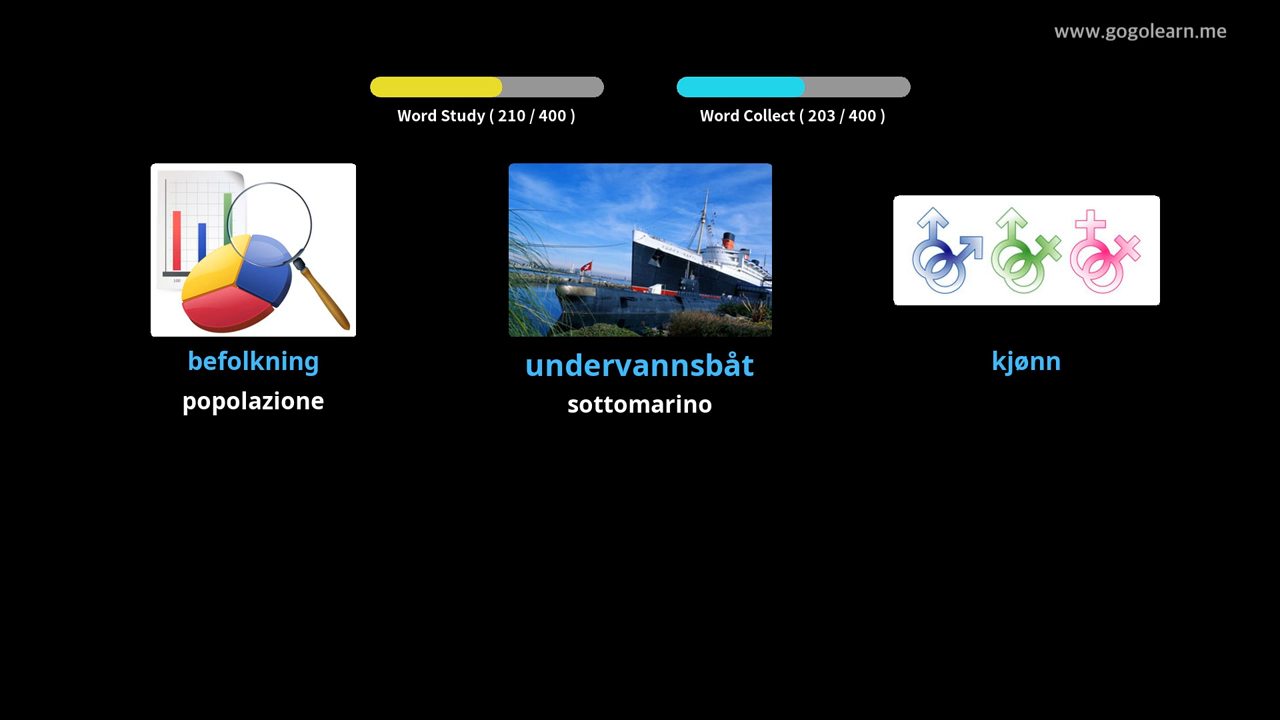 www.gogolearn.me
Word Study ( 210 / 400 )
Word Collect ( 203 / 400 )
befolkning
popolazione
undervannsbåt
sottomarino
kjønn